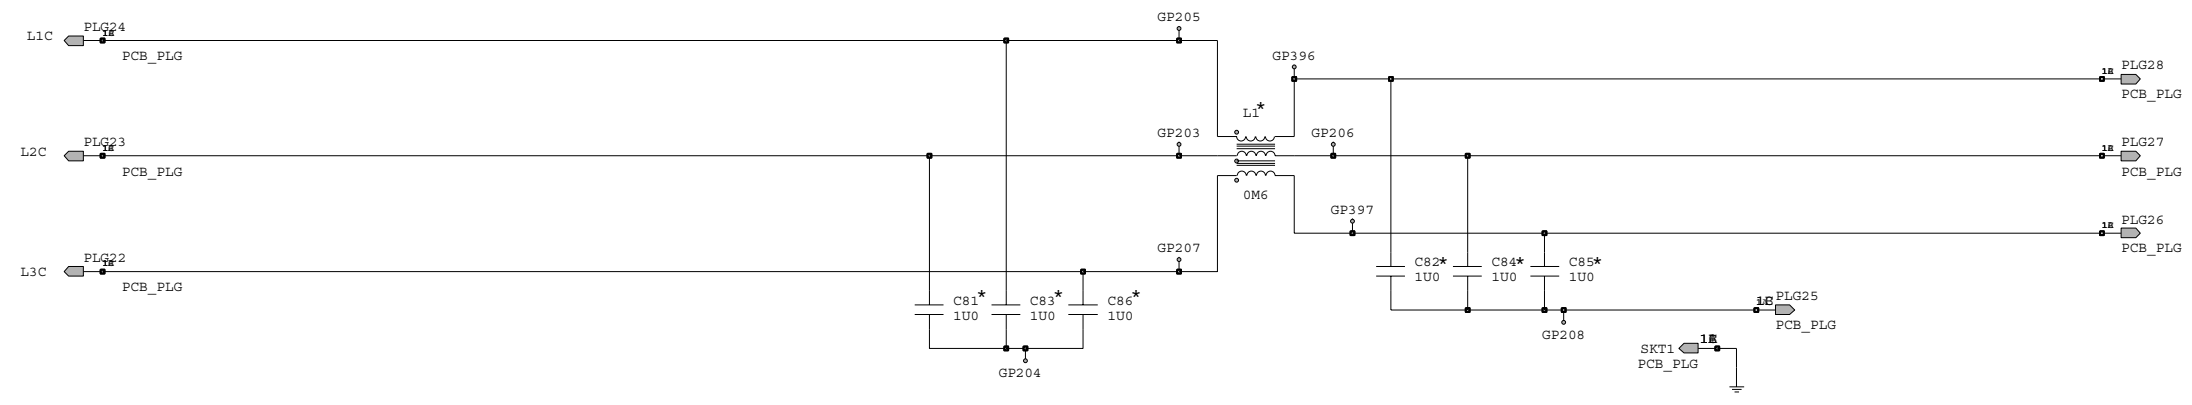 GP205
PLG24
L1C
PCB_PLG
GP396
PLG28
PCB_PLG
L1*
PLG23
L2C
PCB_PLG
GP203
GP206
PLG27
PCB_PLG
0M6
GP397
PLG26
PCB_PLG
PLG22
L3C
PCB_PLG
GP207
C82*
1U0
C84*
1U0
C85*
1U0
C81*
1U0
C83*
1U0
C86*
1U0
PLG25
PCB_PLG
GP208
SKT1
PCB_PLG
GP204